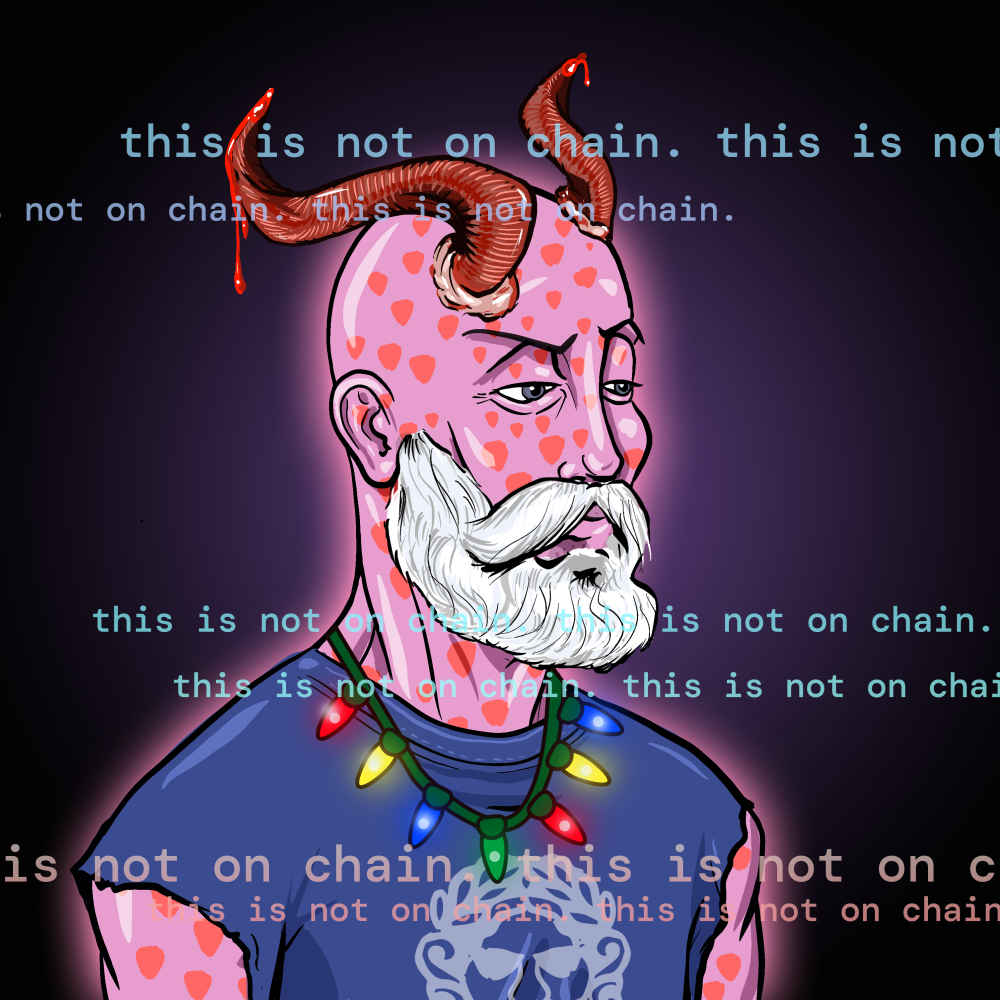 this is not on chain. this is not
not on chain. this is not on chain.
this is not on chain. this is not on chain.
this is not on chain. this is not on chai
is not on chain. this is not on c
this is not on chain. this is not on chain